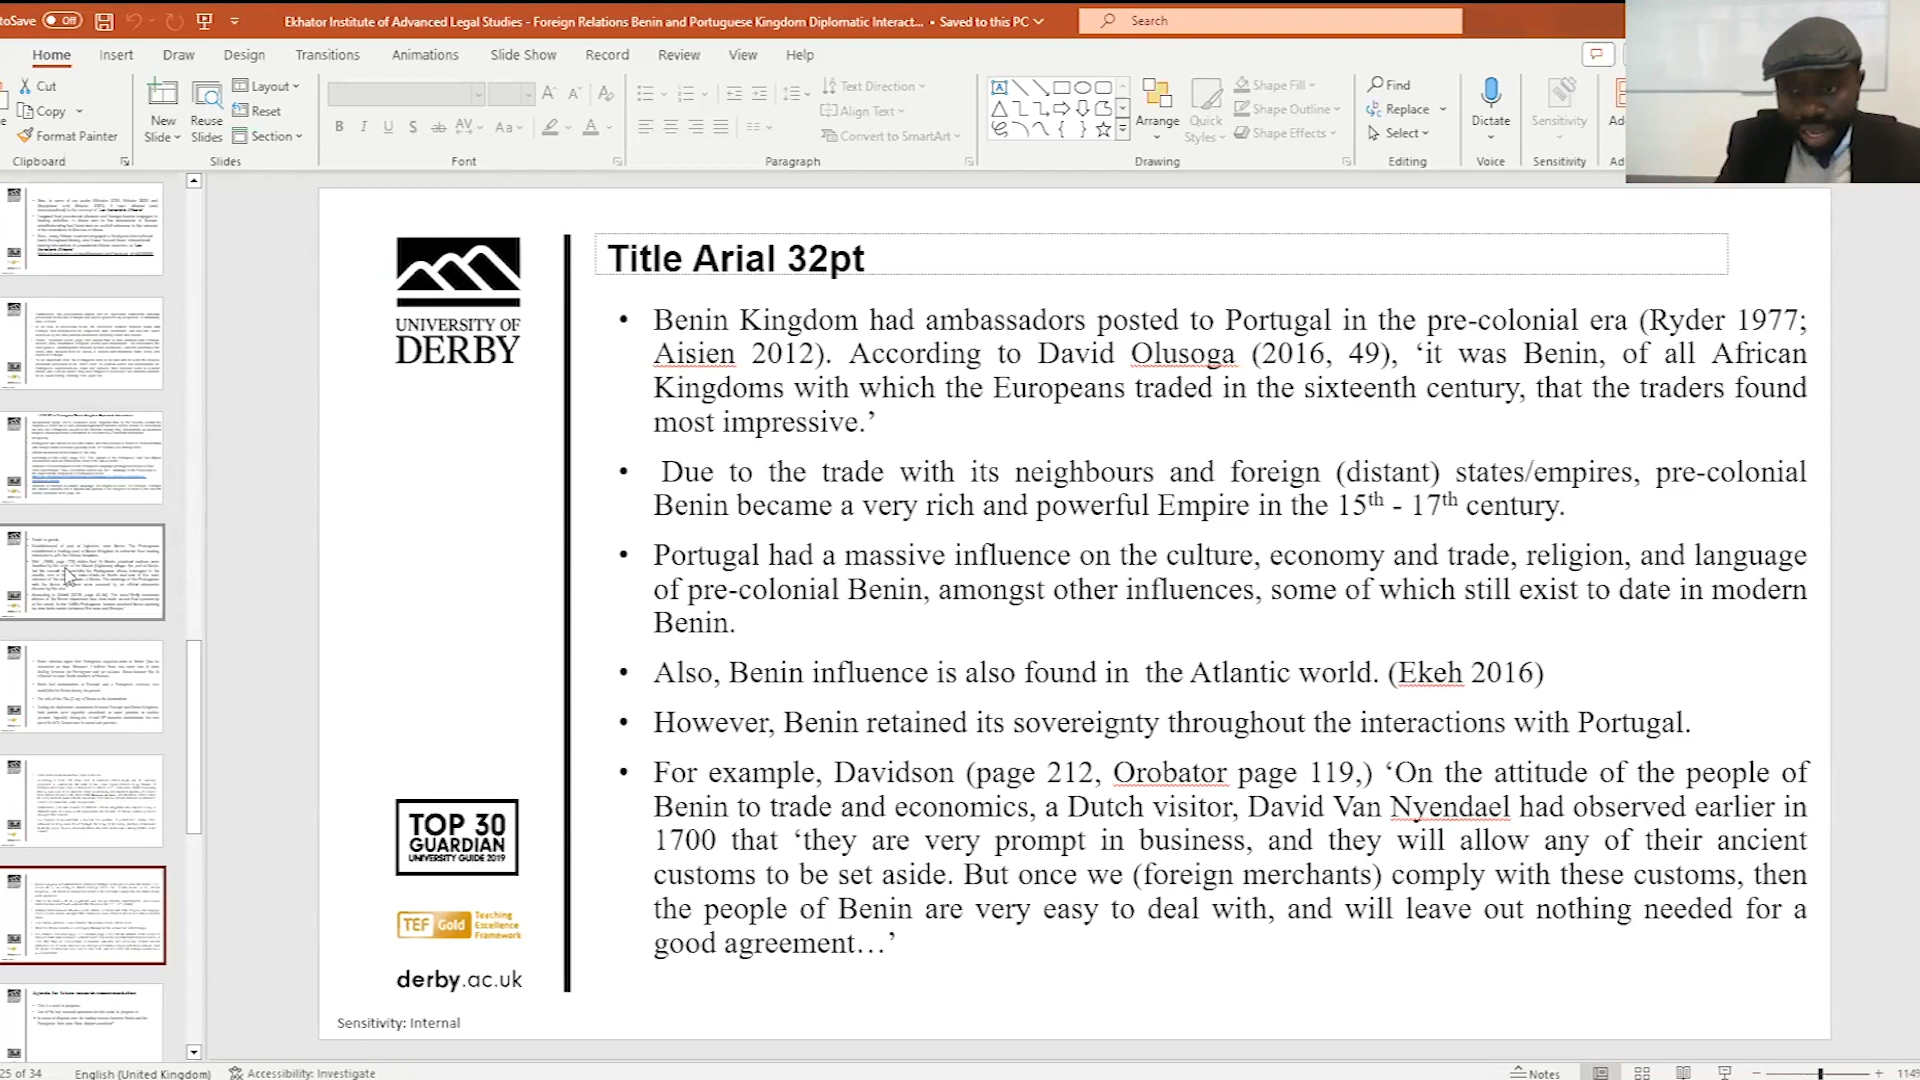 toSave Off Ekhator Institute of Advanced Legal Studies - Foreign Relations Benin and Portuguese Kingdom Diplomatic Interact... • Saved to this PC Search
Home Insert Draw Design Transitions Animations Slide Show Record Review View Help
Cut
Copy
Format Painter
Clipboard
New Slide
Reuse Slides
Layout
Reset
Section
Slides
Font
Text Direction
Align Text
Convert to SmartArt
Paragraph
Arrange
Quick Styles
Shape Fill
Shape Outline
Shape Effects
Drawing
Find
Replace
Select
Editing
Dictate
Voice
Sensitivity
Sensitivity
UNIVERSITY OF
DERBY
Title Arial 32pt
• Benin Kingdom had ambassadors posted to Portugal in the pre-colonial era (Ryder 1977;
Aisien 2012). According to David Olusoga (2016, 49), ‘it was Benin, of all African
Kingdoms with which the Europeans traded in the sixteenth century, that the traders found
most impressive.’
• Due to the trade with its neighbours and foreign (distant) states/empires, pre-colonial
Benin became a very rich and powerful Empire in the 15th - 17th century.
• Portugal had a massive influence on the culture, economy and trade, religion, and language
of pre-colonial Benin, amongst other influences, some of which still exist to date in modern
Benin.
• Also, Benin influence is also found in the Atlantic world. (Ekeh 2016)
• However, Benin retained its sovereignty throughout the interactions with Portugal.
• For example, Davidson (page 212, Orobator page 119,) ‘On the attitude of the people of
Benin to trade and economics, a Dutch visitor, David Van Nyendael had observed earlier in
1700 that ‘they are very prompt in business, and they will allow any of their ancient
customs to be set aside. But once we (foreign merchants) comply with these customs, then
the people of Benin are very easy to deal with, and will leave out nothing needed for a
good agreement…’
TOP 30
GUARDIAN
UNIVERSITY GUIDE 2019
TEF Gold Teaching Excellence Framework
derby.ac.uk
Sensitivity: Internal
25 of 34 English (United Kingdom) Accessibility: Investigate Notes 114%